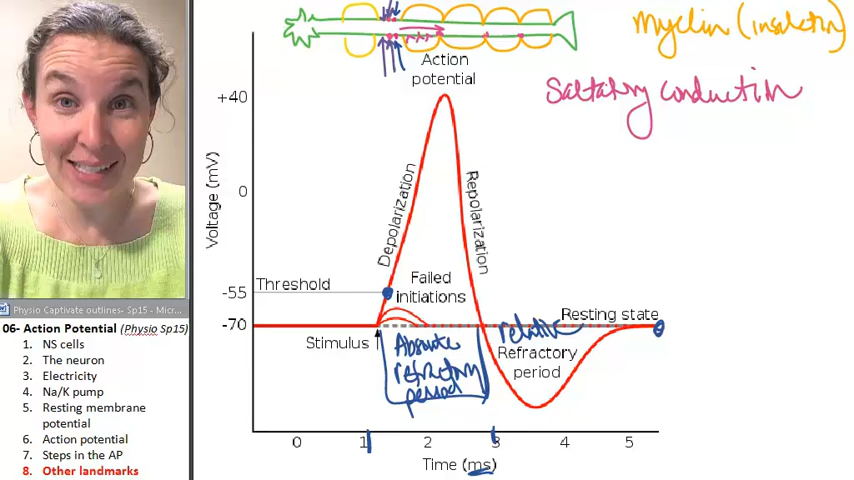 myelin (insulation)
Saltatory conduction
Action
potential
+40
0
-55
-70
Voltage (mV)
Depolarization
Repolarization
Threshold
Failed
initiations
Stimulus
Resting state
relative
Refractory
period
Absolute
refractory
period
0 1 2 3 4 5
Time (ms)
Physio Captivate outlines- Sp15 - Micr...
06- Action Potential (Physio Sp15)
1. NS cells
2. The neuron
3. Electricity
4. Na/K pump
5. Resting membrane
potential
6. Action potential
7. Steps in the AP
8. Other landmarks